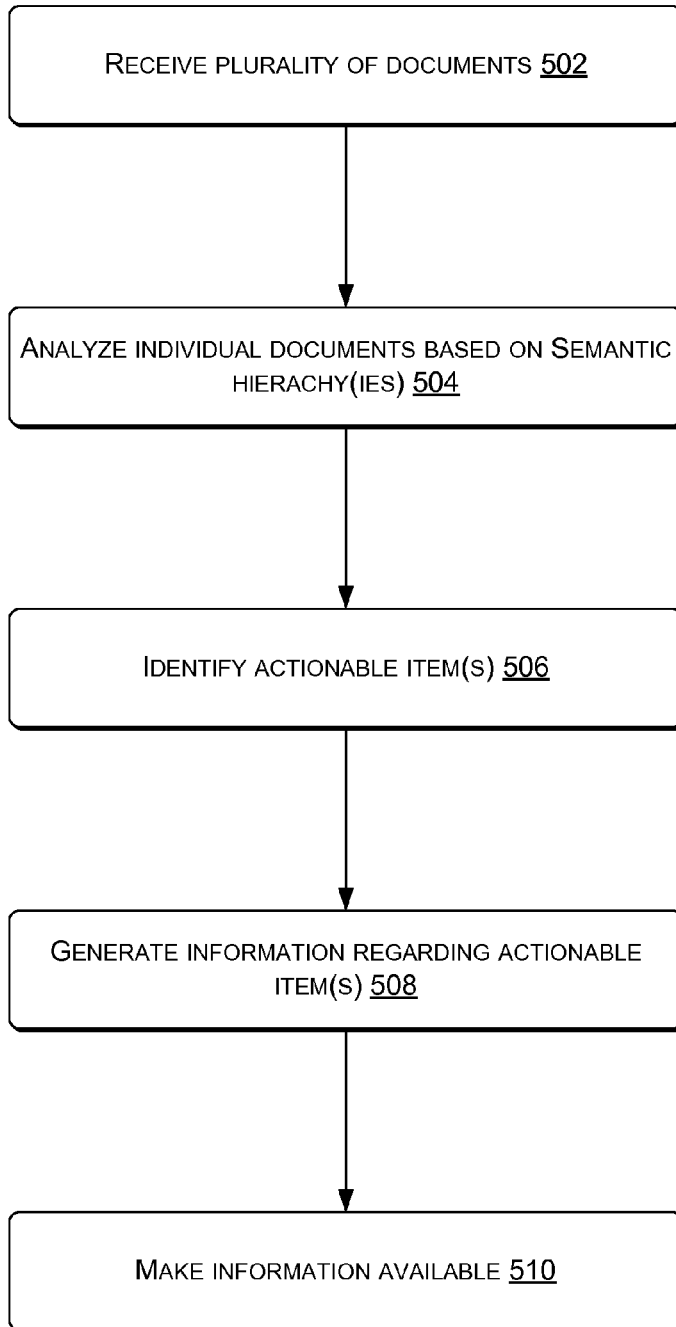 RECEIVE PLURALITY OF DOCUMENTS 502
ANALYZE INDIVIDUAL DOCUMENTS BASED ON SEMANTIC
HIERACHY(IES) 504
IDENTIFY ACTIONABLE ITEM(S) 506
GENERATE INFORMATION REGARDING ACTIONABLE
ITEM(S) 508
MAKE INFORMATION AVAILABLE 510